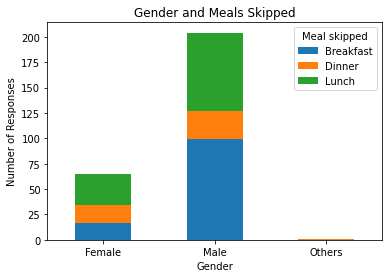 Gender and Meals Skipped
Meal skipped
Breakfast
Dinner
Lunch
Number of Responses
200
175
150
125
100
75
50
25
0
Female Male Others
Gender